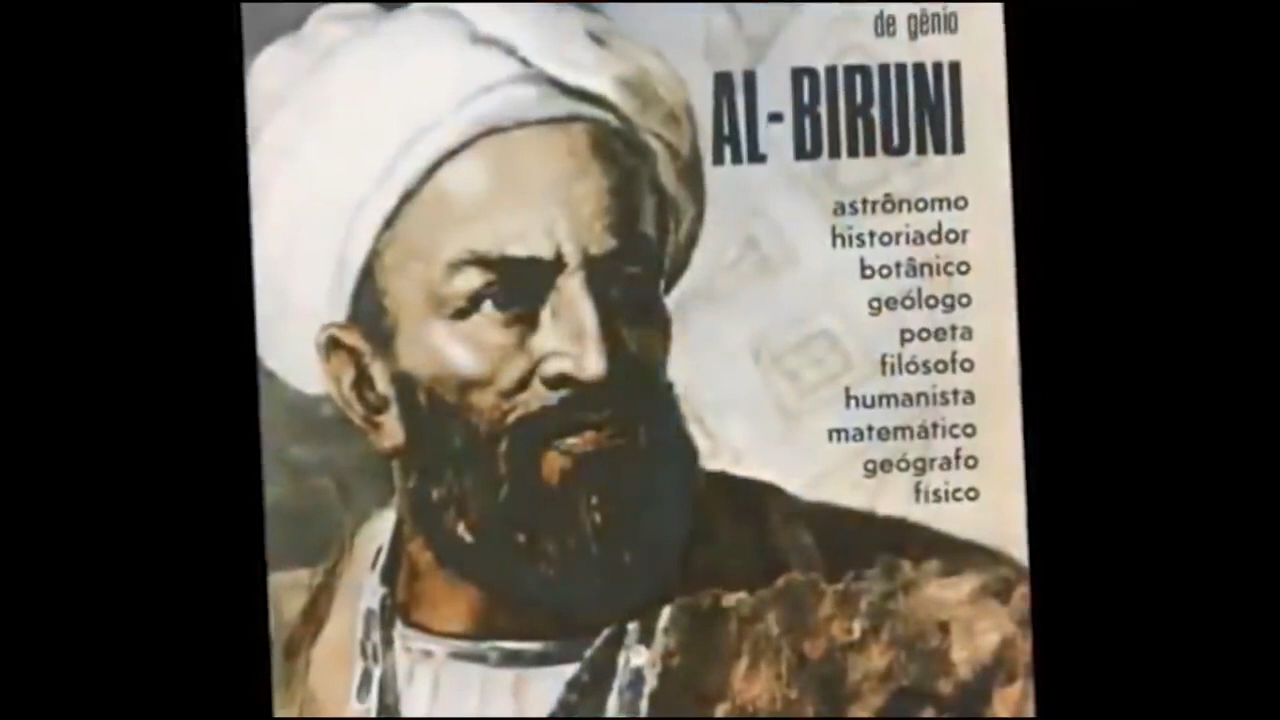 de gênio
AL-BIRUNI
astrônomo
historiador
botânico
geólogo
poeta
filósofo
humanista
matemático
geógrafo
físico